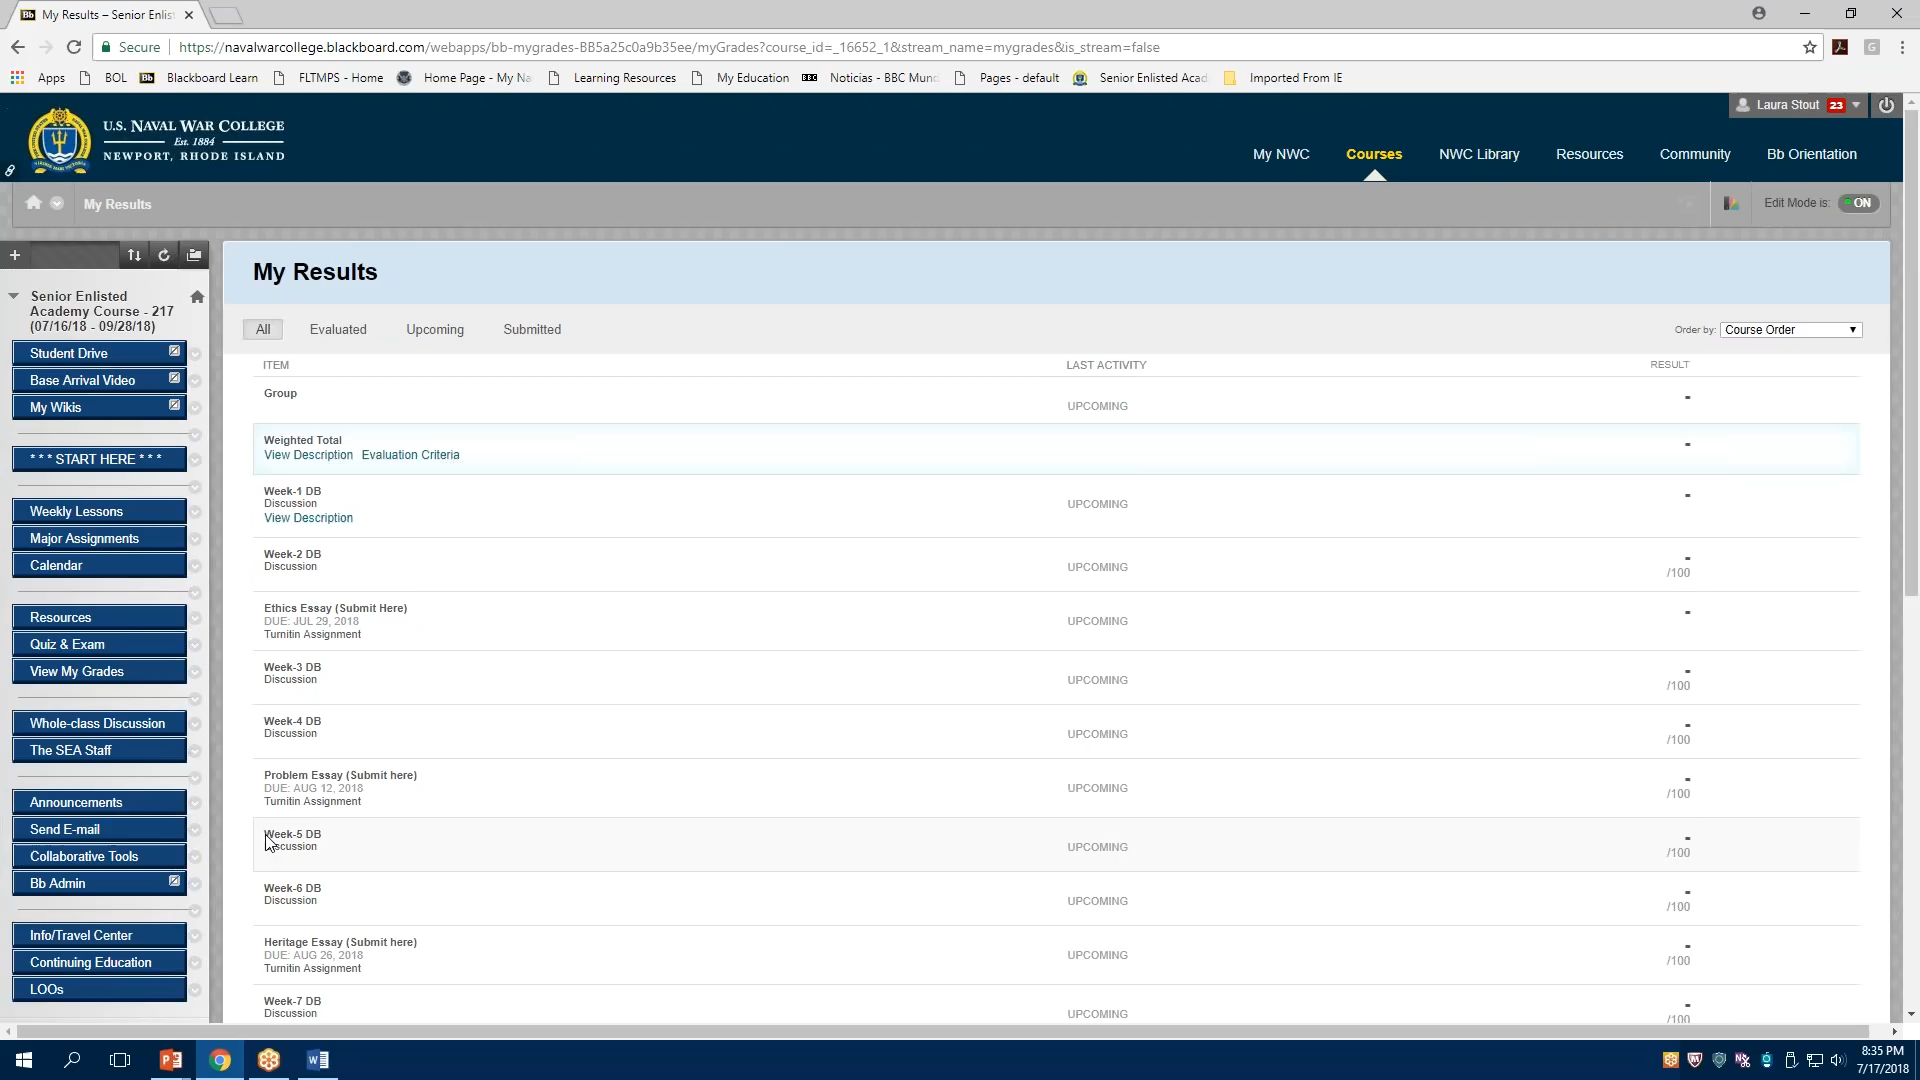 My Results – Senior Enlist
Secure
https://navalwarcollege.blackboard.com/webapps/bb-mygrades-BB5a25c0a9b35ee/myGrades?course_id=_16652_1&stream_name=mygrades&is_stream=false
Apps
BOL
Blackboard Learn
FLTMPS - Home
Home Page - My Na
Learning Resources
My Education
Noticias - BBC Mund
Pages - default
Senior Enlisted Acad
Imported From IE
Laura Stout 23
U.S. NAVAL WAR COLLEGE
Est. 1884
NEWPORT, RHODE ISLAND
My NWC
Courses
NWC Library
Resources
Community
Bb Orientation
My Results
Edit Mode is: ON
Senior Enlisted
Academy Course - 217
(07/16/18 - 09/28/18)
Student Drive
Base Arrival Video
My Wikis
* * * START HERE * * *
Weekly Lessons
Major Assignments
Calendar
Resources
Quiz & Exam
View My Grades
Whole-class Discussion
The SEA Staff
Announcements
Send E-mail
Collaborative Tools
Bb Admin
Info/Travel Center
Continuing Education
LOOs
My Results
All
Evaluated
Upcoming
Submitted
Order by: Course Order
ITEM
LAST ACTIVITY
RESULT
Group
UPCOMING
-
Weighted Total
View Description Evaluation Criteria
-
Week-1 DB
Discussion
View Description
UPCOMING
-
Week-2 DB
Discussion
UPCOMING
-
/100
Ethics Essay (Submit Here)
DUE: JUL 29, 2018
Turnitin Assignment
UPCOMING
-
Week-3 DB
Discussion
UPCOMING
-
/100
Week-4 DB
Discussion
UPCOMING
-
/100
Problem Essay (Submit here)
DUE: AUG 12, 2018
Turnitin Assignment
UPCOMING
-
/100
Week-5 DB
Discussion
UPCOMING
-
/100
Week-6 DB
Discussion
UPCOMING
-
/100
Heritage Essay (Submit here)
DUE: AUG 26, 2018
Turnitin Assignment
UPCOMING
-
/100
Week-7 DB
Discussion
UPCOMING
-
/100
8:35 PM
7/17/2018